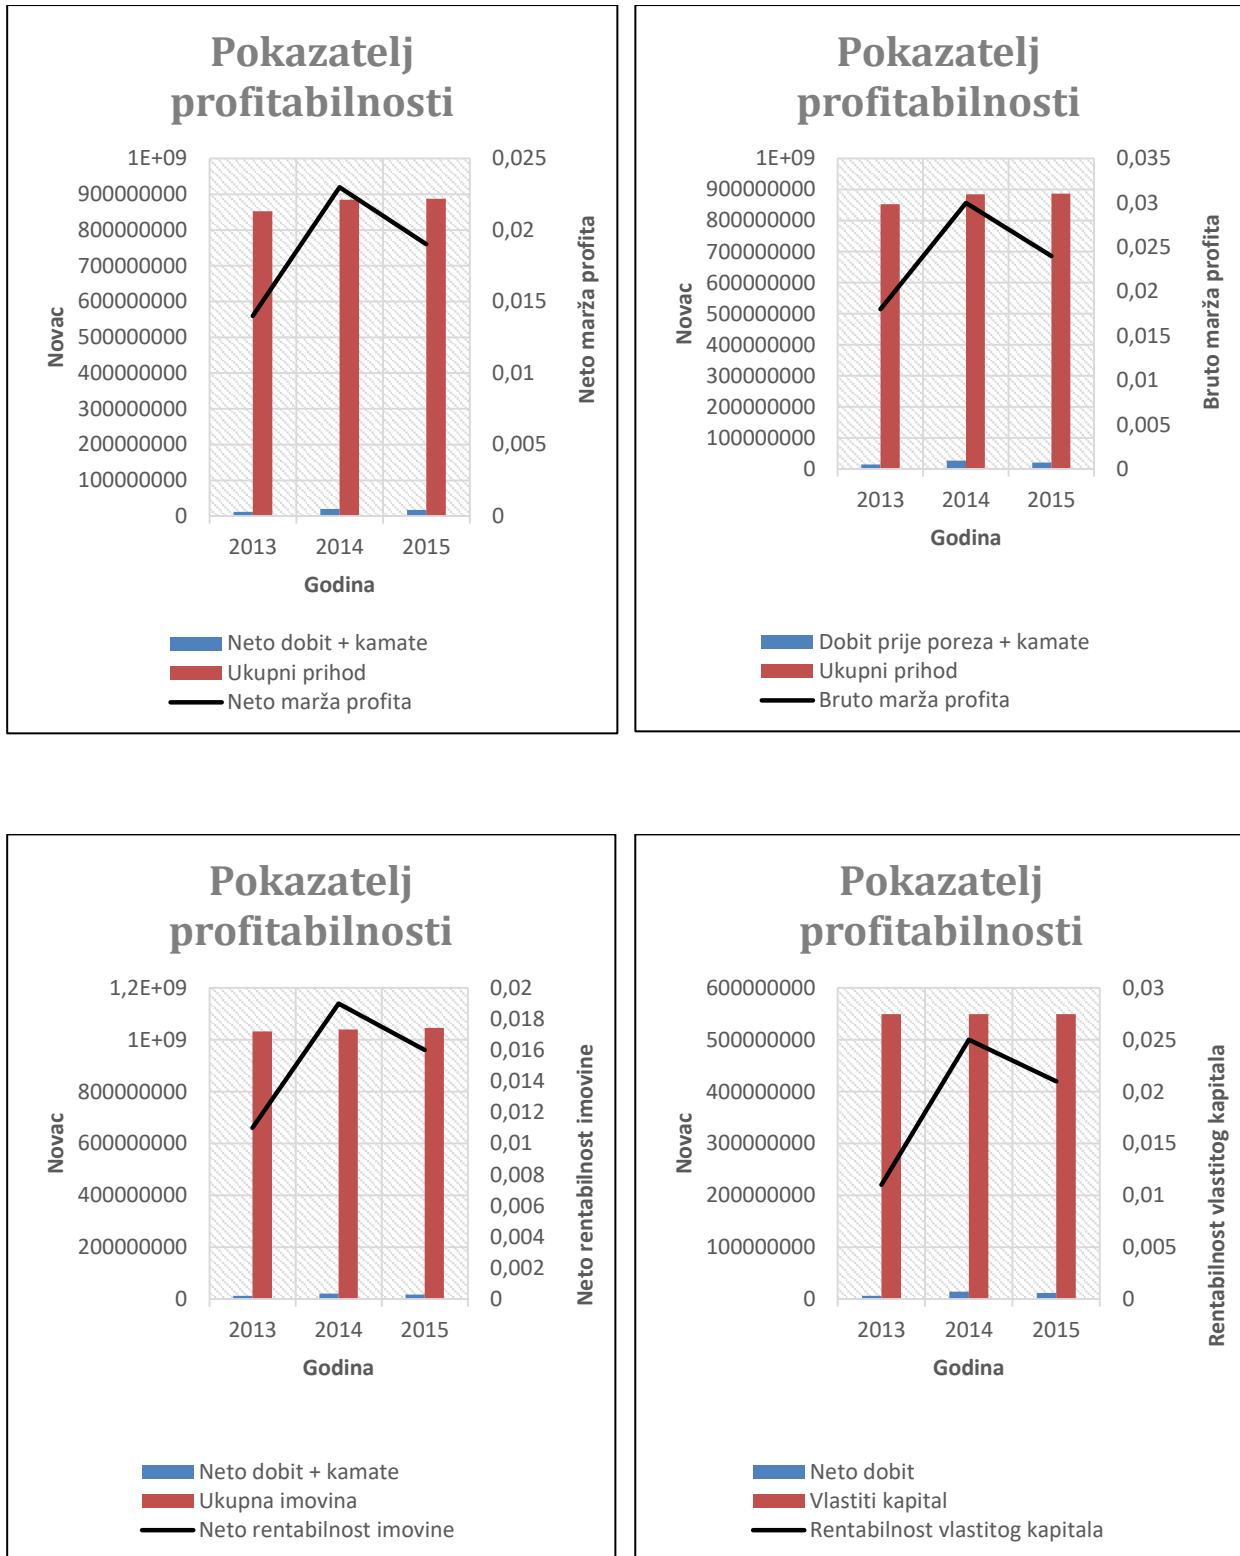 Pokazatelj
profitabilnosti
1E+09
900000000
800000000
700000000
600000000
500000000
400000000
300000000
200000000
100000000
0
Novac
0,025
0,02
0,015
0,01
0,005
0
Neto marža profita
2013 2014 2015
Godina
Neto dobit + kamate
Ukupni prihod
Neto marža profita
Pokazatelj
profitabilnosti
1E+09
900000000
800000000
700000000
600000000
500000000
400000000
300000000
200000000
100000000
0
Novac
0,035
0,03
0,025
0,02
0,015
0,01
0,005
0
Bruto marža profita
2013 2014 2015
Godina
Dobit prije poreza + kamate
Ukupni prihod
Bruto marža profita
Pokazatelj
profitabilnosti
1,2E+09
1E+09
800000000
600000000
400000000
200000000
0
Novac
0,02
0,018
0,016
0,014
0,012
0,01
0,008
0,006
0,004
0,002
0
Neto rentabilnost imovine
2013 2014 2015
Godina
Neto dobit + kamate
Ukupna imovina
Neto rentabilnost imovine
Pokazatelj
profitabilnosti
600000000
500000000
400000000
300000000
200000000
100000000
0
Novac
0,03
0,025
0,02
0,015
0,01
0,005
0
Rentabilnost vlastitog kapitala
2013 2014 2015
Godina
Neto dobit
Vlastiti kapital
Rentabilnost vlastitog kapitala